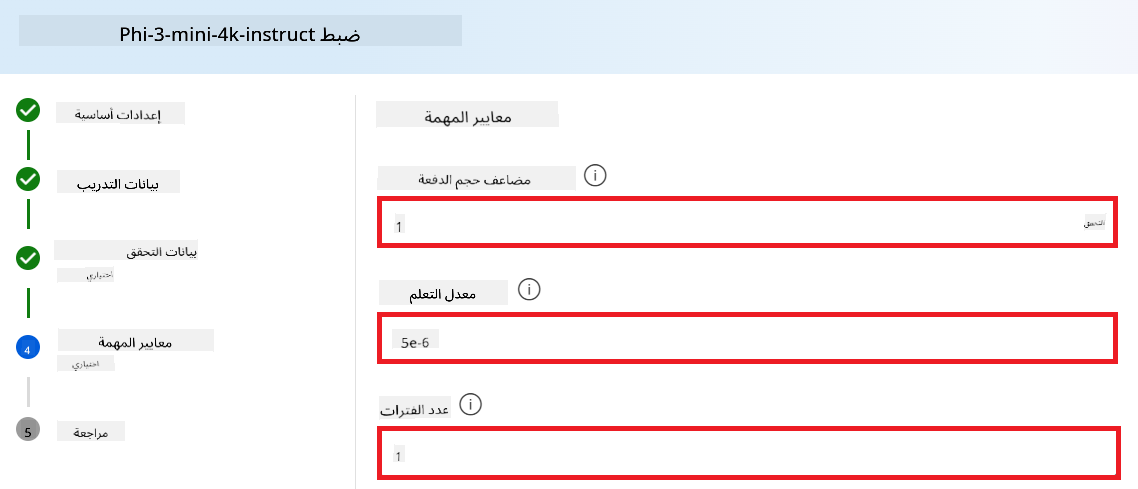 ضبط Phi-3-mini-4k-instruct
إعدادات أساسية
بيانات التدريب
بيانات التحقق
اختياري
4
معايير المهمة
اختياري
5
مراجعة
معايير المهمة
مضاعف حجم الدفعة
1
التحقق
معدل التعلم
5e-6
عدد الفترات
1